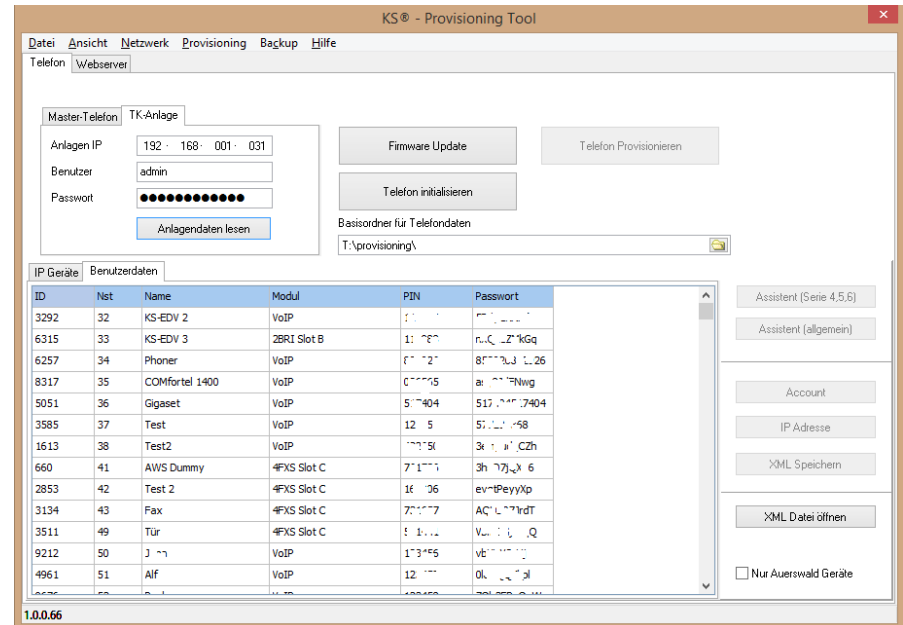 KS® - Provisioning Tool
Datei Ansicht Netzwerk Provisioning Backup Hilfe
Telefon Webserver
Master-Telefon TK-Anlage
Anlagen IP 192 · 168 · 001 · 031
Benutzer admin
Passwort ●●●●●●●●●●●●
Anlagendaten lesen
Firmware Update
Telefon Provisionieren
Telefon initialisieren
Basisordner für Telefondaten
T:\provisioning\
IP Geräte Benutzerdaten
ID Nst Name Modul PIN Passwort
3292 32 KS-EDV 2 VoIP
6315 33 KS-EDV 3 2BRI Slot B
6257 34 Phoner VoIP
8317 35 COMfortel 1400 VoIP
5051 36 Gigaset VoIP
3585 37 Test VoIP
1613 38 Test2 VoIP
660 41 AWS Dummy 4FXS Slot C
2853 42 Test 2 4FXS Slot C
3134 43 Fax 4FXS Slot C
3511 49 Tür 4FXS Slot C
9212 50 VoIP
4961 51 Alf VoIP
Assistent (Serie 4,5,6)
Assistent (allgemein)
Account
IP Adresse
XML Speichern
XML Datei öffnen
Nur Auerswald Geräte
1.0.0.66